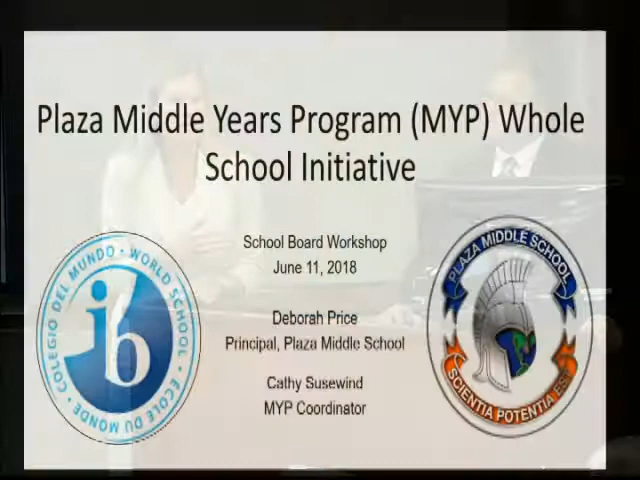 Plaza Middle Years Program (MYP) Whole
School Initiative
School Board Workshop
June 11, 2018
Deborah Price
Principal, Plaza Middle School
Cathy Susewind
MYP Coordinator
COLEGIO DEL MUNDO · WORLD SCHOOL · ÉCOLE DU MONDE ·
ib
PLAZA MIDDLE SCHOOL
SCIENTIA POTENTIA EST